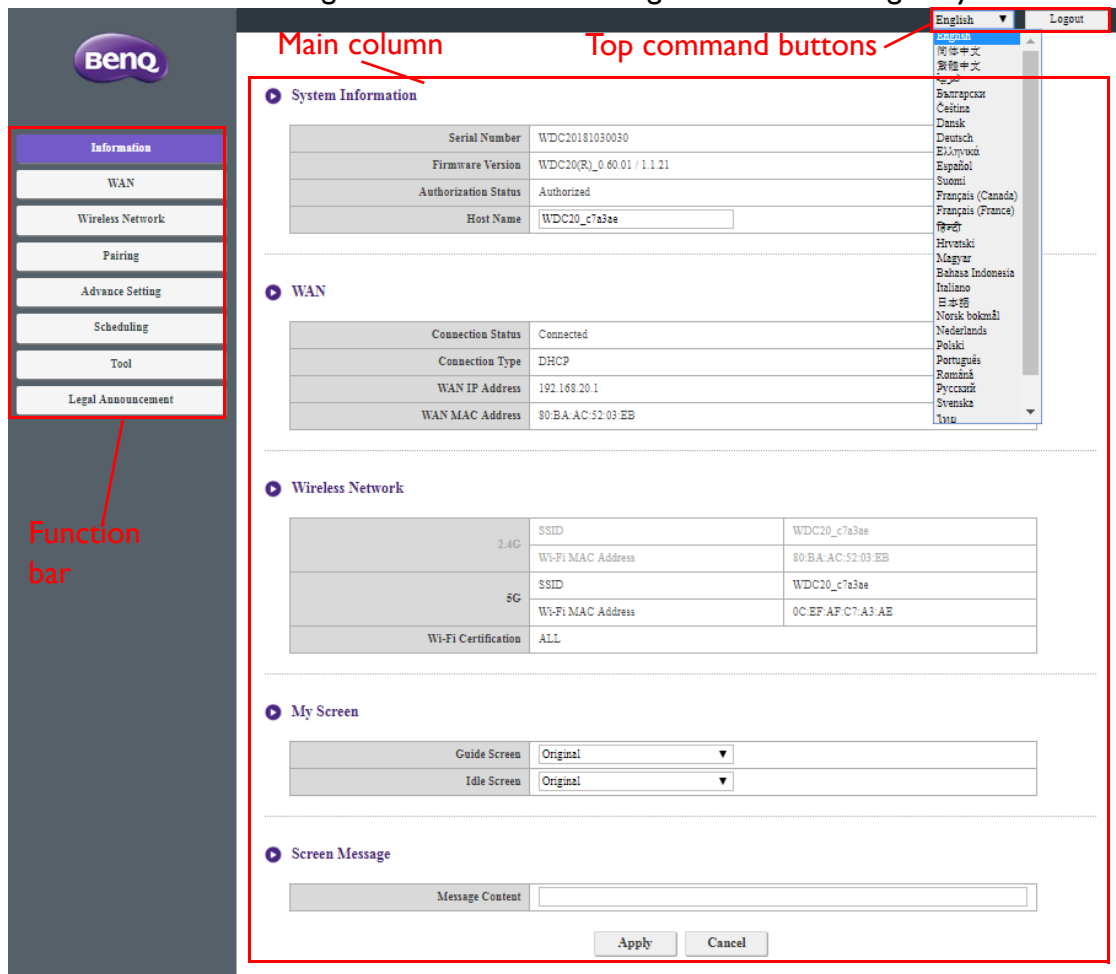 English ▼ Logout
BenQ
Main column
Top command buttons
English
简体中文
繁體中文
Български
Čeština
Dansk
Deutsch
Ελληνικά
Español
Suomi
Français (Canada)
Français (France)
हिन्दी
Hrvatski
Magyar
Bahasa Indonesia
Italiano
日本語
Norsk bokmål
Nederlands
Polski
Português
Română
Русский
Svenska
ไทย
Information
WAN
Wireless Network
Pairing
Advance Setting
Scheduling
Tool
Legal Announcement
Function
bar
System Information
Serial Number WDC20181030030
Firmware Version WDC20(R)_0.60.01 / 1.1.21
Authorization Status Authorized
Host Name WDC20_c7a3ae
WAN
Connection Status Connected
Connection Type DHCP
WAN IP Address 192.168.20.1
WAN MAC Address 80:BA:AC:52:03:EB
Wireless Network
2.4G
SSID WDC20_c7a3ae
Wi-Fi MAC Address 80:BA:AC:52:03:EB
5G
SSID WDC20_c7a3ae
Wi-Fi MAC Address 0C:EF:AF:C7:A3:AE
Wi-Fi Certification ALL
My Screen
Guide Screen Original ▼
Idle Screen Original ▼
Screen Message
Message Content
Apply Cancel